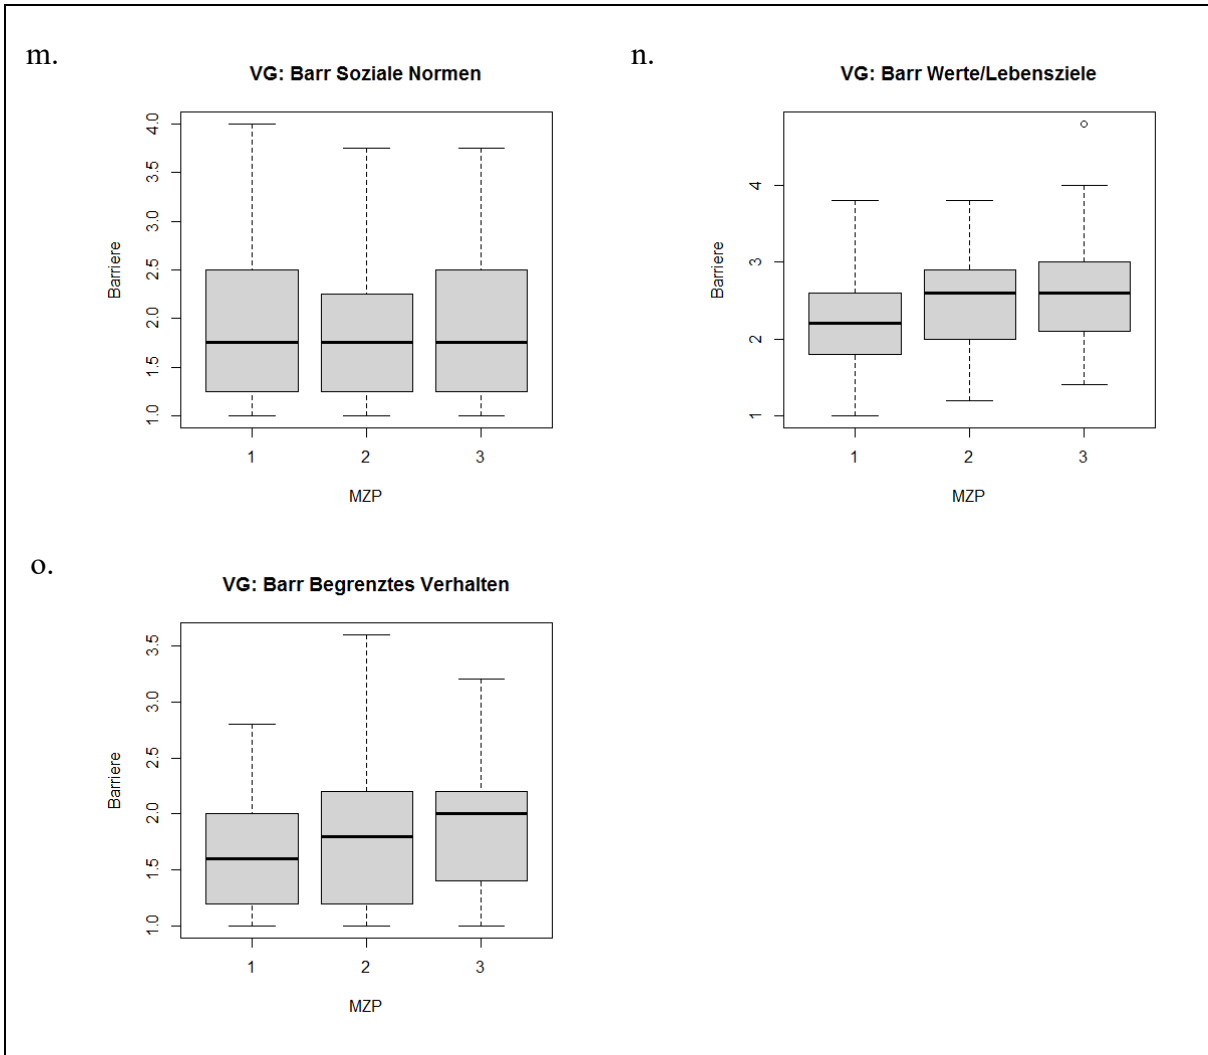 m.
VG: Barr Soziale Normen
4.0
3.5
3.0
2.5
2.0
1.5
1.0
Barriere
1 2 3
MZP
n.
VG: Barr Werte/Lebensziele
4
3
2
1
Barriere
1 2 3
MZP
o.
VG: Barr Begrenztes Verhalten
3.5
3.0
2.5
2.0
1.5
1.0
Barriere
1 2 3
MZP